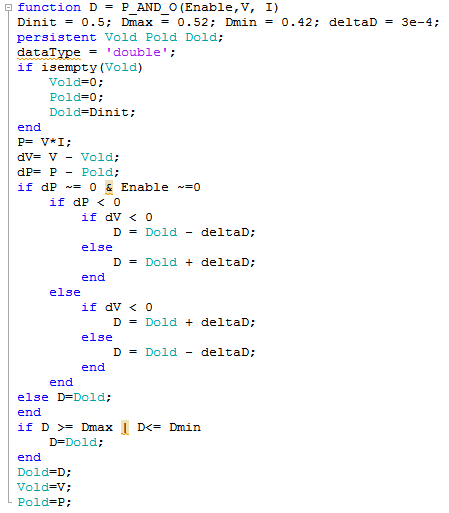 function D = P_AND_O(Enable,V, I)
Dinit = 0.5; Dmax = 0.52; Dmin = 0.42; deltaD = 3e-4;
persistent Vold Pold Dold;
dataType = 'double';
if isempty(Vold)
    Vold=0;
    Pold=0;
    Dold=Dinit;
end
P= V*I;
dV= V - Vold;
dP= P - Pold;
if dP ~= 0 & Enable ~=0
    if dP < 0
        if dV < 0
            D = Dold - deltaD;
        else
            D = Dold + deltaD;
        end
    else
        if dV < 0
            D = Dold + deltaD;
        else
            D = Dold - deltaD;
        end
    end
else D=Dold;
end
if D >= Dmax | D<= Dmin
    D=Dold;
end
Dold=D;
Vold=V;
Pold=P;